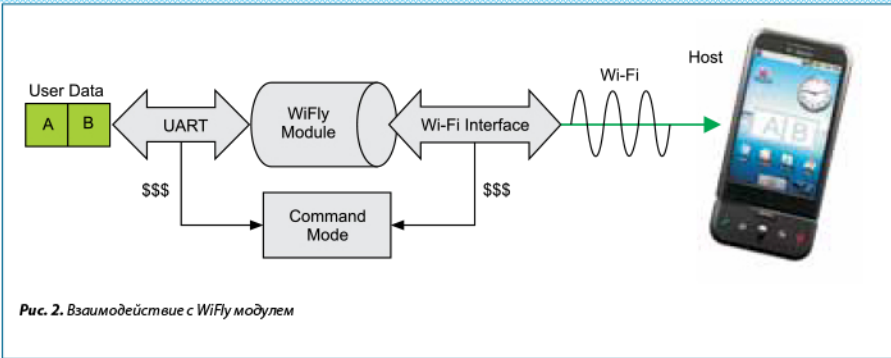 User Data
A B
UART
WiFly
Module
Wi-Fi Interface
Wi-Fi
Host
A B
$$$
$$$
Command
Mode
Рис. 2. Взаимодействие с WiFly модулем